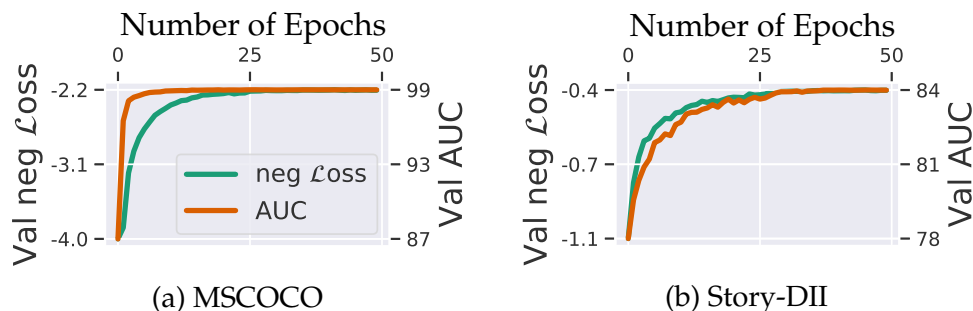 Number of Epochs
0 25 50
Val neg ℒoss
-2.2
-3.1
-4.0
neg ℒoss
AUC
99
93
87
Val AUC
(a) MSCOCO
Number of Epochs
0 25 50
Val neg ℒoss
-0.4
-0.7
-1.1
84
81
78
Val AUC
(b) Story-DII